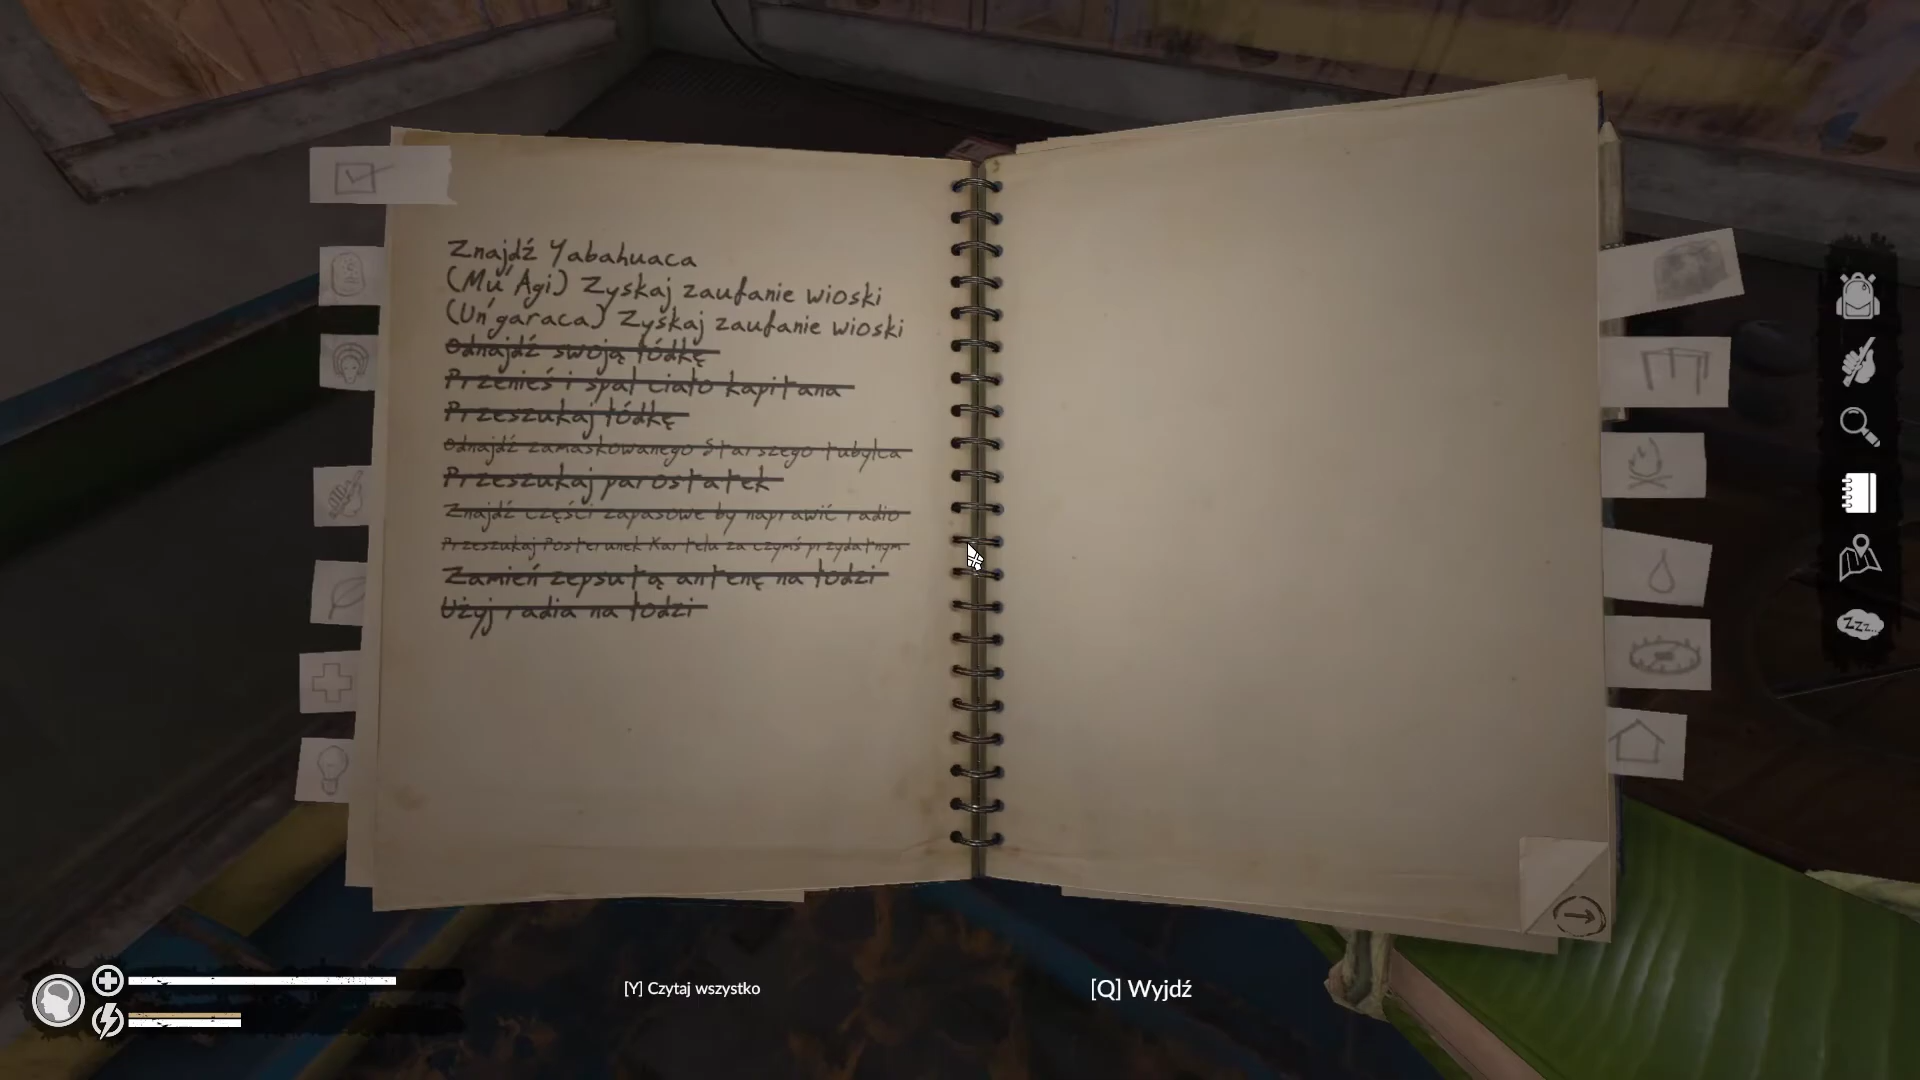 Znajdź Yabahuaca
(Mu'Agi) Zyskaj zaufanie wioski
(Un'garaca) Zyskaj zaufanie wioski
Odnajdź swoją łódkę
Przenieś i spal ciało kapitana
Przeszukaj łódkę
Odnajdź zamaskowanego Starszego tubylca
Przeszukaj parostatek
Znajdź części zapasowe by naprawić radio
Przeszukaj Posterunek Kartelu za czymś przydatnym
Zamień zepsutą antenę na łodzi
Użyj radia na łodzi
Zzz..
[Y] Czytaj wszystko
[Q] Wyjdź